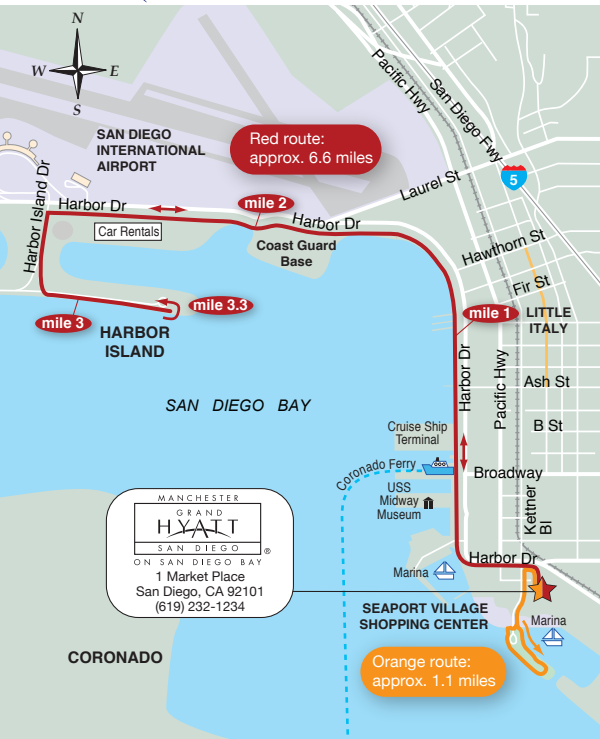 N
W
E
S
SAN DIEGO
INTERNATIONAL
AIRPORT
Red route:
approx. 6.6 miles
Pacific Hwy
San Diego Fwy
5
Laurel St
Harbor Island Dr
Harbor Dr
mile 2
Harbor Dr
Car Rentals
Coast Guard
Base
Hawthorn St
Fir St
mile 3.3
mile 3
mile 1
LITTLE
ITALY
HARBOR
ISLAND
Harbor Dr
Pacific Hwy
Ash St
SAN DIEGO BAY
B St
Cruise Ship
Terminal
Coronado Ferry
Broadway
USS
Midway
Museum
Kettner
Bl
MANCHESTER
GRAND
HYATT
SAN DIEGO
®
ON SAN DIEGO BAY
1 Market Place
San Diego, CA 92101
(619) 232-1234
Harbor Dr
Marina
SEAPORT VILLAGE
SHOPPING CENTER
Marina
CORONADO
Orange route:
approx. 1.1 miles